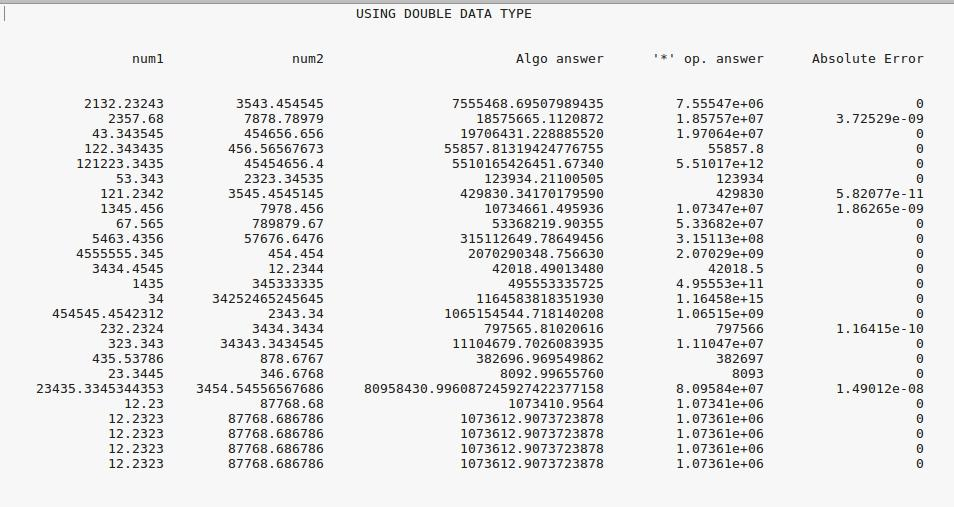 USING DOUBLE DATA TYPE
num1 num2 Algo answer '*' op. answer Absolute Error
2132.23243 3543.454545 7555468.69507989435 7.55547e+06 0
2357.68 7878.78979 18575665.1120872 1.85757e+07 3.72529e-09
43.343545 454656.656 19706431.228885520 1.97064e+07 0
122.343435 456.56567673 55857.81319424776755 55857.8 0
121223.3435 45454656.4 5510165426451.67340 5.51017e+12 0
53.343 2323.34535 123934.21100505 123934 0
121.2342 3545.4545145 429830.34170179590 429830 5.82077e-11
1345.456 7978.456 10734661.495936 1.07347e+07 1.86265e-09
67.565 789879.67 53368219.90355 5.33682e+07 0
5463.4356 57676.6476 315112649.78649456 3.15113e+08 0
4555555.345 454.454 2070290348.756630 2.07029e+09 0
3434.4545 12.2344 42018.49013480 42018.5 0
1435 345333335 495553335725 4.95553e+11 0
34 34252465245645 1164583818351930 1.16458e+15 0
454545.4542312 2343.34 1065154544.718140208 1.06515e+09 0
232.2324 3434.3434 797565.81020616 797566 1.16415e-10
323.343 34343.3434545 11104679.7026083935 1.11047e+07 0
435.53786 878.6767 382696.969549862 382697 0
23.3445 346.6768 8092.99655760 8093 0
23435.3345344353 3454.54556567686 80958430.996087245927422377158 8.09584e+07 1.49012e-08
12.23 87768.68 1073410.9564 1.07341e+06 0
12.2323 87768.686786 1073612.9073723878 1.07361e+06 0
12.2323 87768.686786 1073612.9073723878 1.07361e+06 0
12.2323 87768.686786 1073612.9073723878 1.07361e+06 0
12.2323 87768.686786 1073612.9073723878 1.07361e+06 0